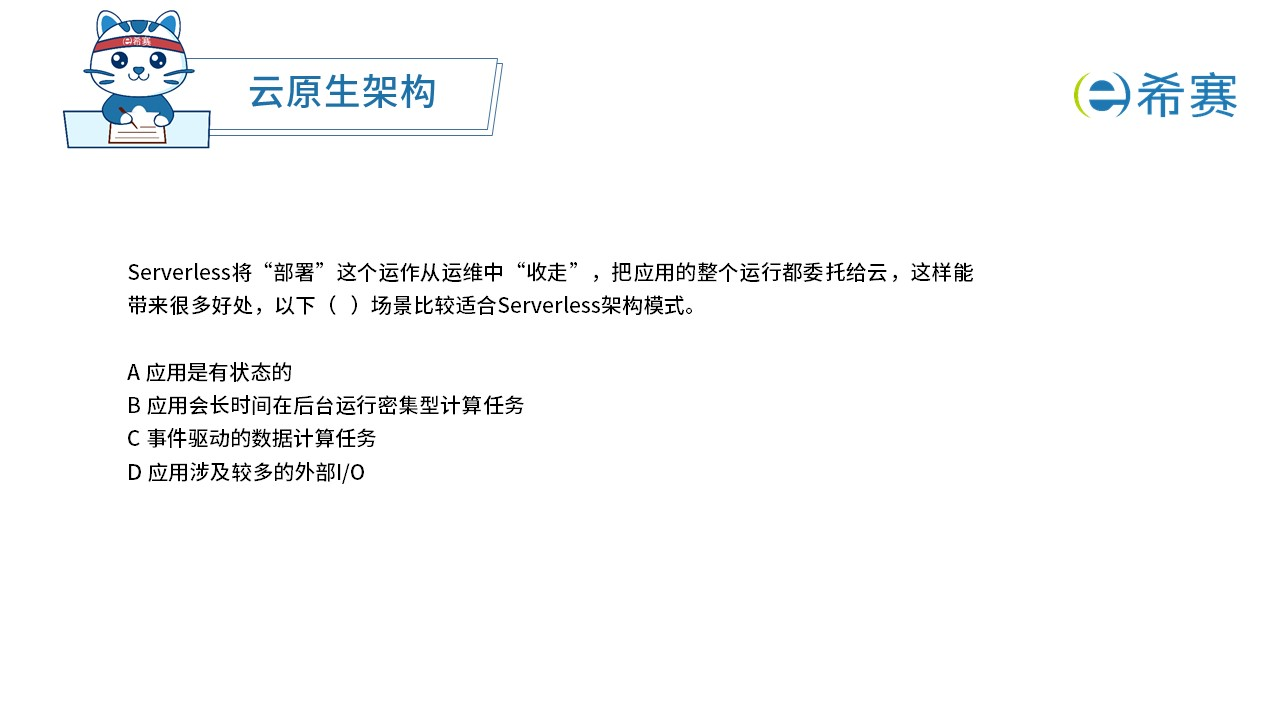 希赛
云原生架构
希赛
Serverless将“部署”这个运作从运维中“收走”，把应用的整个运行都委托给云，这样能
带来很多好处，以下（ ）场景比较适合Serverless架构模式。
A 应用是有状态的
B 应用会长时间在后台运行密集型计算任务
C 事件驱动的数据计算任务
D 应用涉及较多的外部I/O